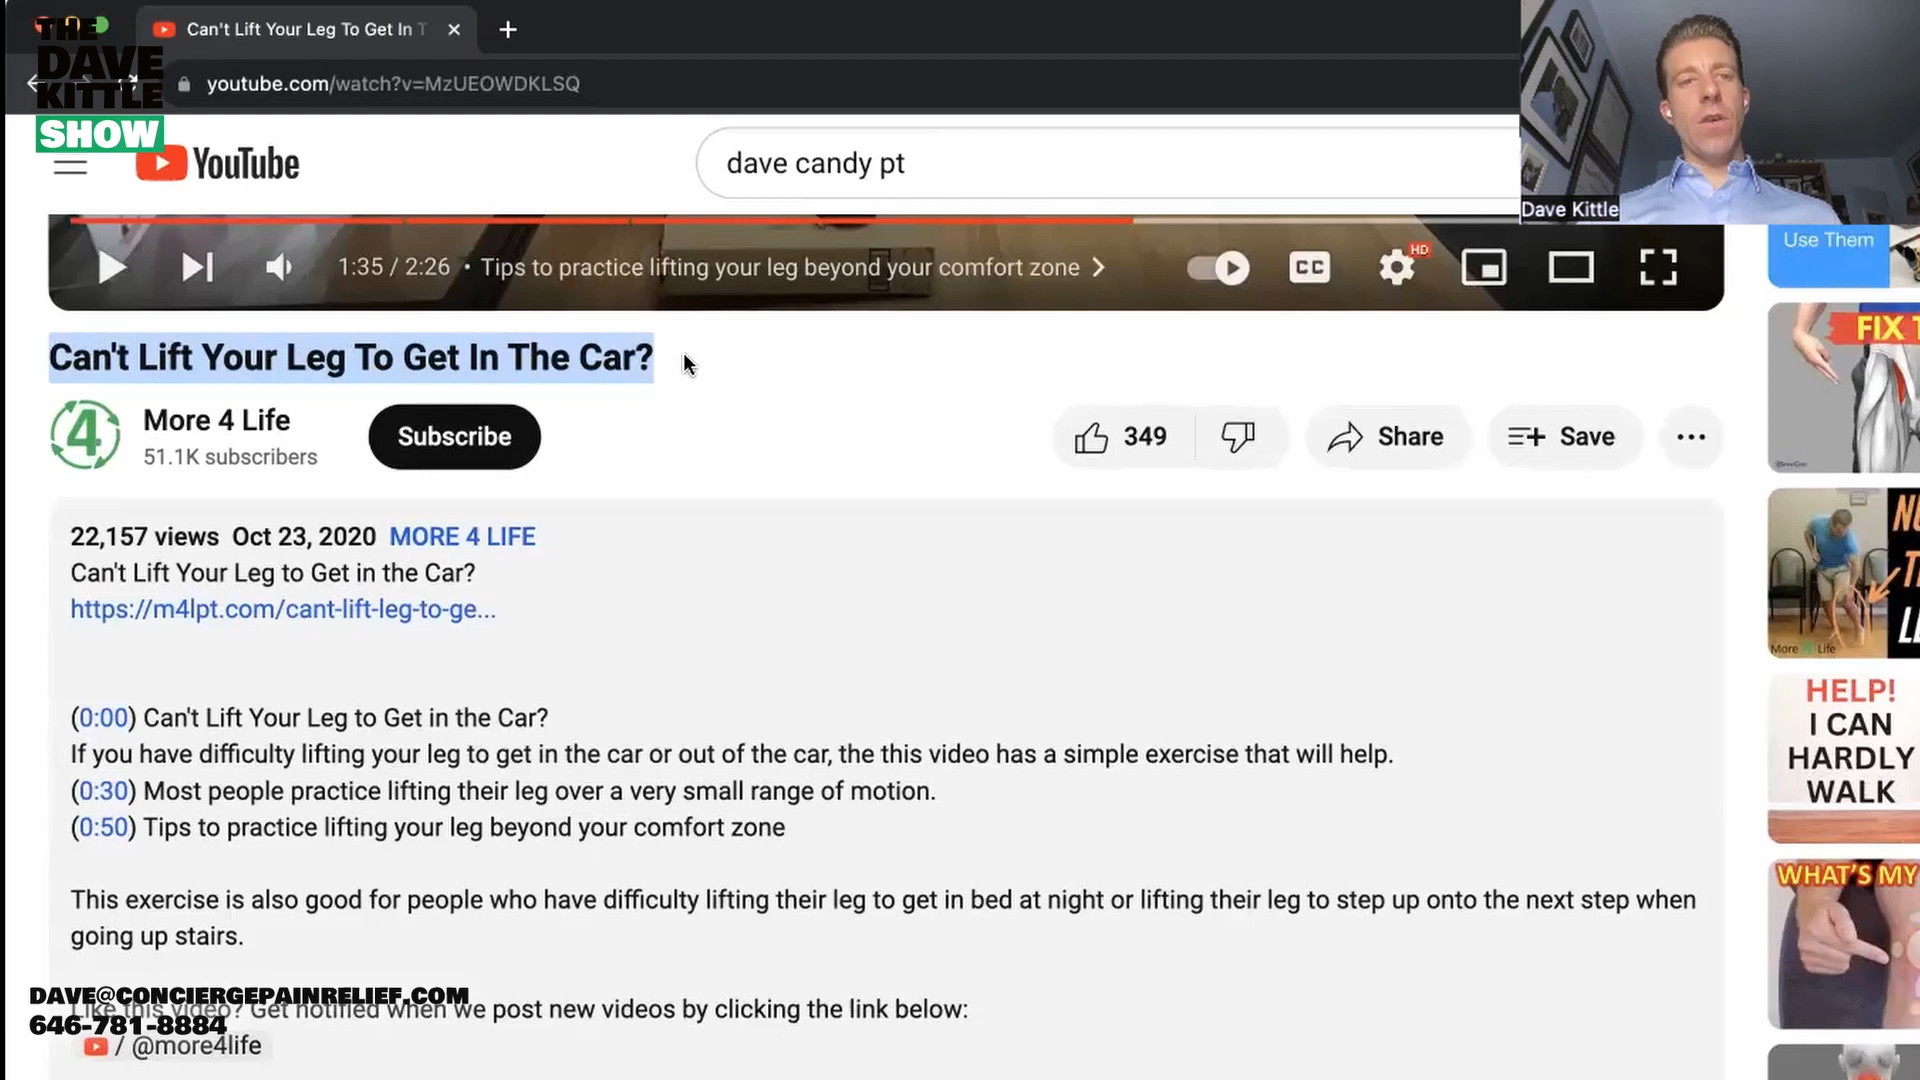 THE
DAVE
KITTLE
SHOW
Can't Lift Your Leg To Get In T
youtube.com/watch?v=MzUEOWDKLSQ
YouTube
dave candy pt
Dave Kittle
1:35 / 2:26 • Tips to practice lifting your leg beyond your comfort zone
CC
HD
Can't Lift Your Leg To Get In The Car?
4
More 4 Life
51.1K subscribers
Subscribe
349
Share
Save
22,157 views Oct 23, 2020 MORE 4 LIFE
Can't Lift Your Leg to Get in the Car?
https://m4lpt.com/cant-lift-leg-to-ge...
(0:00) Can't Lift Your Leg to Get in the Car?
If you have difficulty lifting your leg to get in the car or out of the car, the this video has a simple exercise that will help.
(0:30) Most people practice lifting their leg over a very small range of motion.
(0:50) Tips to practice lifting your leg beyond your comfort zone
This exercise is also good for people who have difficulty lifting their leg to get in bed at night or lifting their leg to step up onto the next step when
going up stairs.
Like this video? Get notified when we post new videos by clicking the link below:
/ @more4life
DAVE@CONCIERGEPAINRELIEF.COM
646-781-8884
Use Them
FIX T
More 4 Life
HELP!
I CAN
HARDLY
WALK
WHAT'S MY